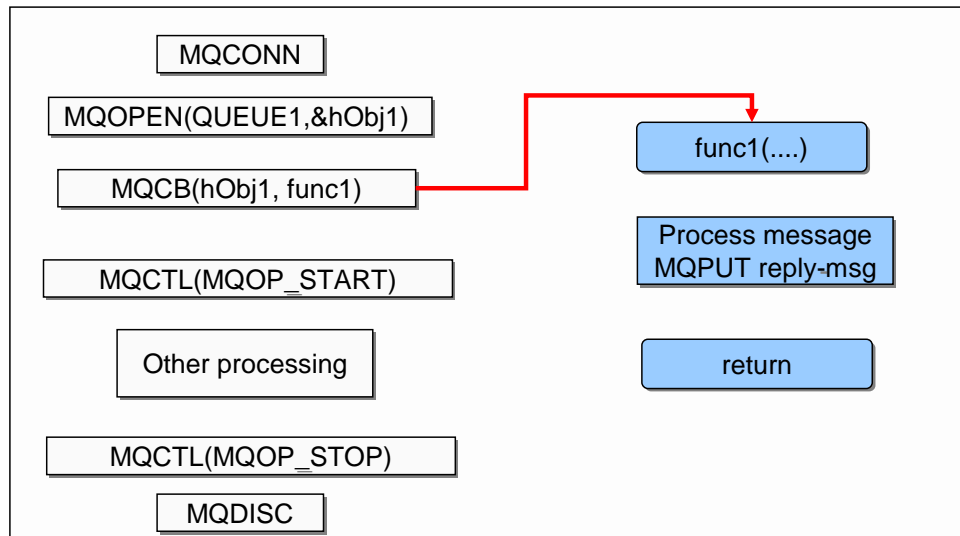 MQCONN
MQOPEN(QUEUE1,&hObj1)
MQCB(hObj1, func1)
MQCTL(MQOP_START)
Other processing
MQCTL(MQOP_STOP)
MQDISC
func1(....)
Process message
MQPUT reply-msg
return